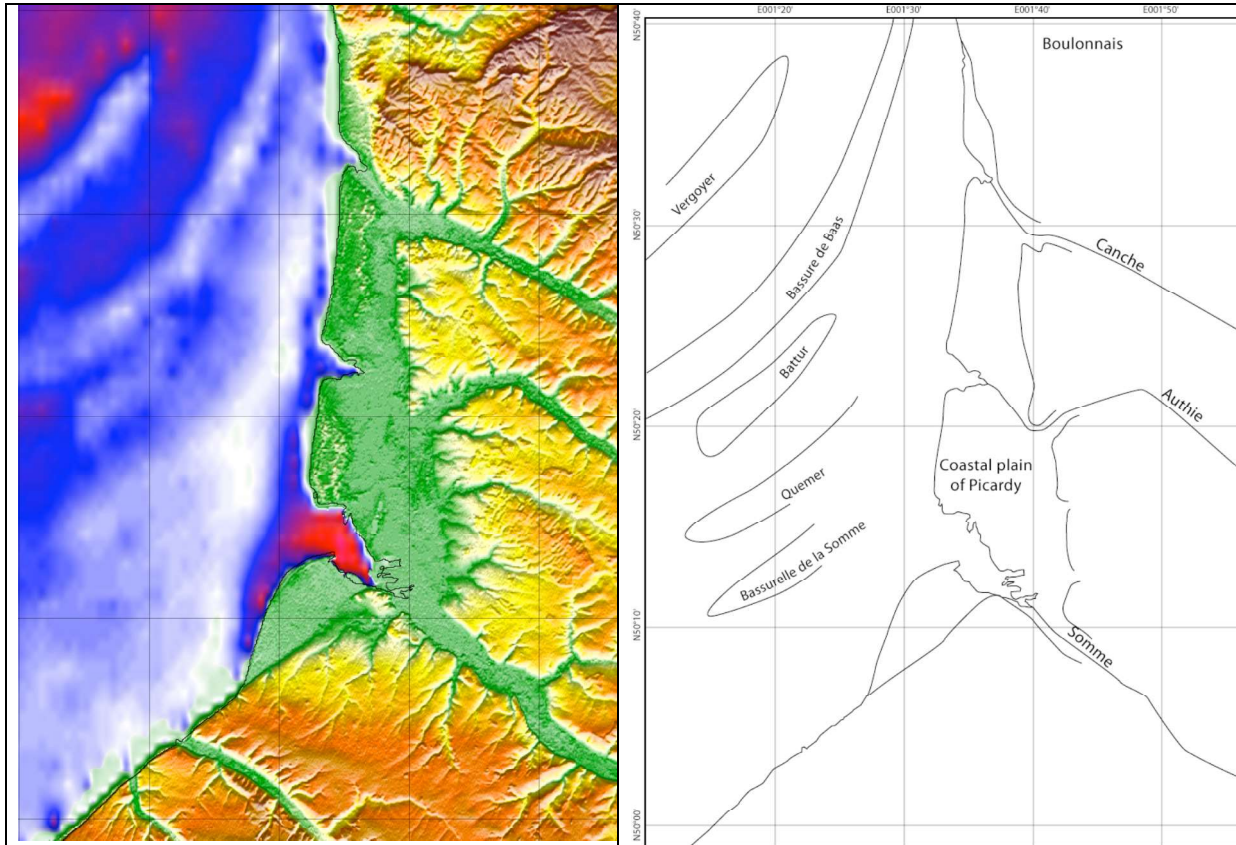 E001°20'
E001°30'
E001°40'
E001°50'
N50°40'
Boulonnais
Vergoyer
Bassure de Baas
N50°30'
Canche
Battur
Authie
N50°20'
Coastal plain
of Picardy
Quemer
Bassurelle de la Somme
N50°10'
Somme
N50°00'